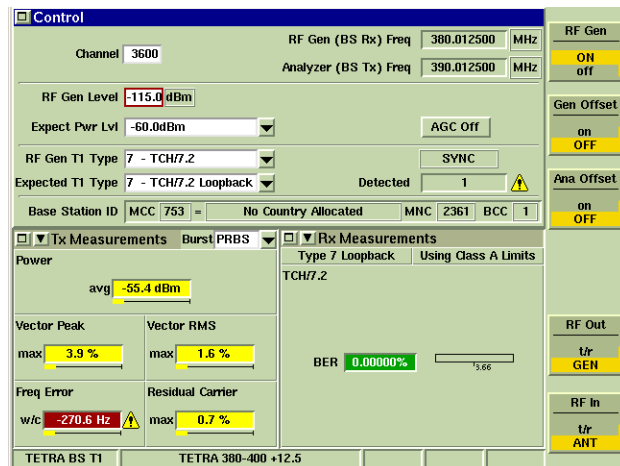 Control
Channel 3600
RF Gen (BS Rx) Freq 380.012500 MHz
Analyzer (BS Tx) Freq 390.012500 MHz
RF Gen Level -115.0 dBm
Expect Pwr Lvl -60.0dBm
AGC Off
RF Gen T1 Type 7 - TCH/7.2
SYNC
Expected T1 Type 7 - TCH/7.2 Loopback
Detected 1
Base Station ID MCC 753 = No Country Allocated MNC 2361 BCC 1
Tx Measurements Burst PRBS
Power
avg -55.4 dBm
Vector Peak
max 3.9 %
Vector RMS
max 1.6 %
Freq Error
w/c -270.6 Hz
Residual Carrier
max 0.7 %
Rx Measurements
Type 7 Loopback Using Class A Limits
TCH/7.2
BER 0.00000%
3.66
RF Gen
ON
off
Gen Offset
on
OFF
Ana Offset
on
OFF
RF Out
t/r
GEN
RF In
t/r
ANT
TETRA BS T1 TETRA 380-400 +12.5